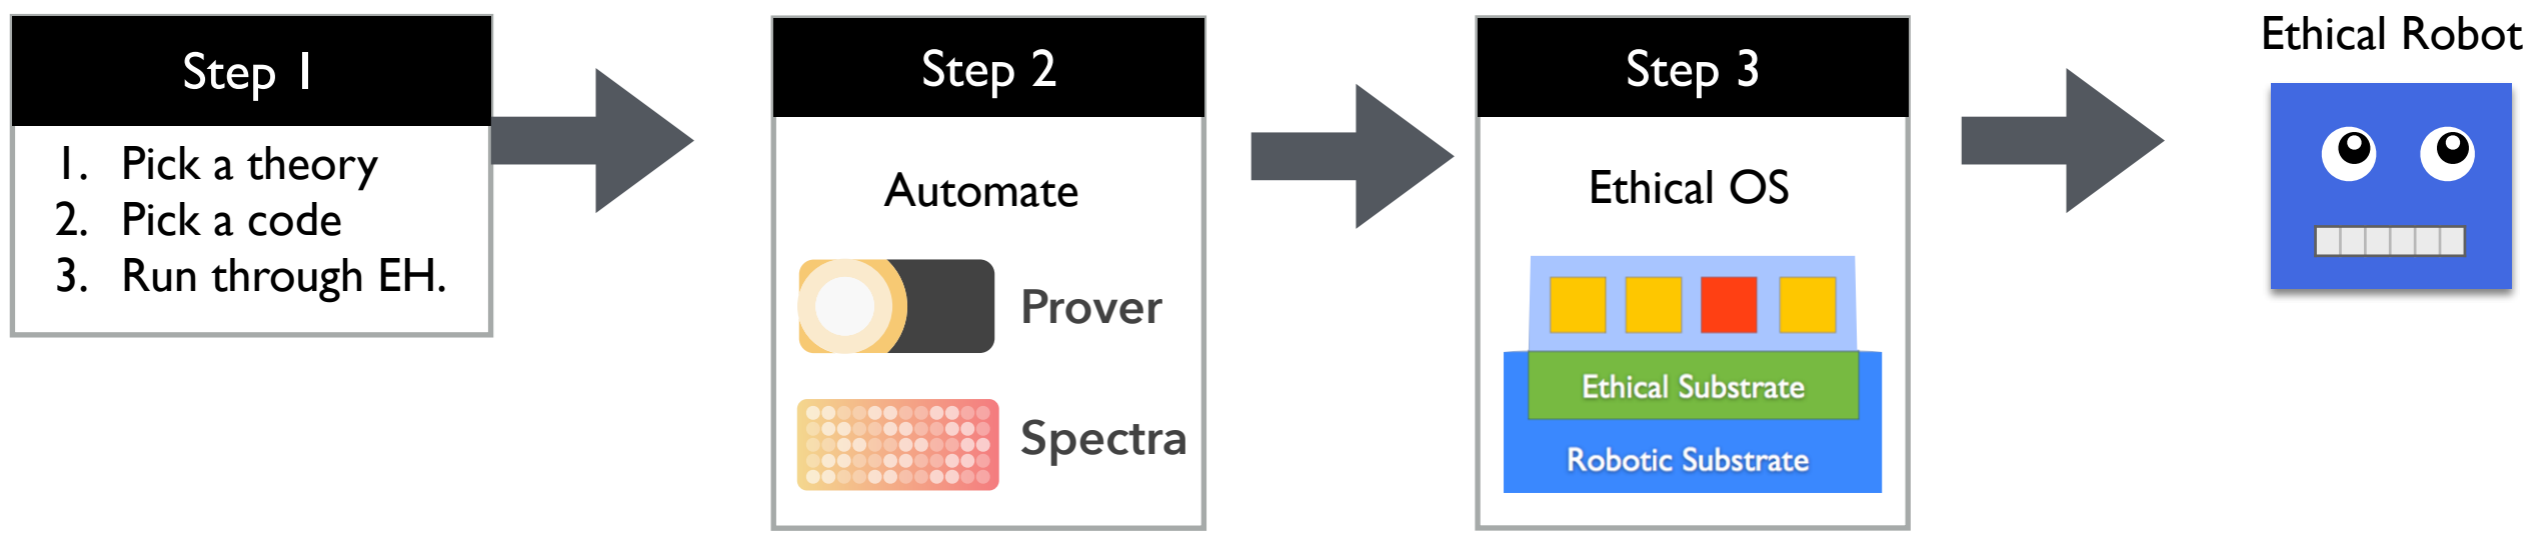 Step 1
1. Pick a theory
2. Pick a code
3. Run through EH.
Step 2
Automate
Prover
Spectra
Step 3
Ethical OS
Ethical Substrate
Robotic Substrate
Ethical Robot